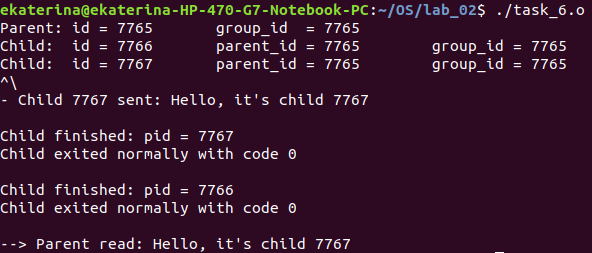 ekaterina@ekaterina-HP-470-G7-Notebook-PC:~/OS/lab_02$ ./task_6.o
Parent: id = 7765 group_id = 7765
Child: id = 7766 parent_id = 7765 group_id = 7765
Child: id = 7767 parent_id = 7765 group_id = 7765
^\
- Child 7767 sent: Hello, it's child 7767
Child finished: pid = 7767
Child exited normally with code 0
Child finished: pid = 7766
Child exited normally with code 0
--> Parent read: Hello, it's child 7767